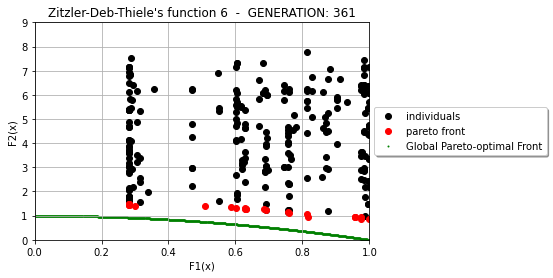 Zitzler-Deb-Thiele's function 6 - GENERATION: 361
F2(x)
9
8
7
6
5
4
3
2
1
0
0.0 0.2 0.4 0.6 0.8 1.0
F1(x)
individuals
pareto front
Global Pareto-optimal Front